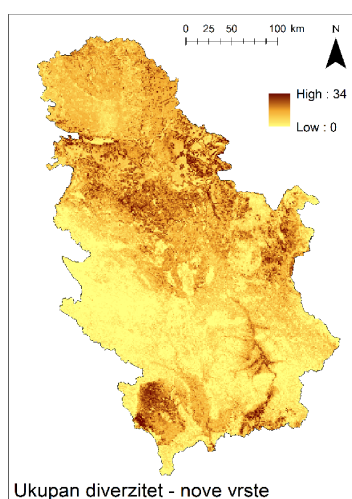 0 25 50 100 km
N
High : 34
Low : 0
Ukupan diverzitet - nove vrste